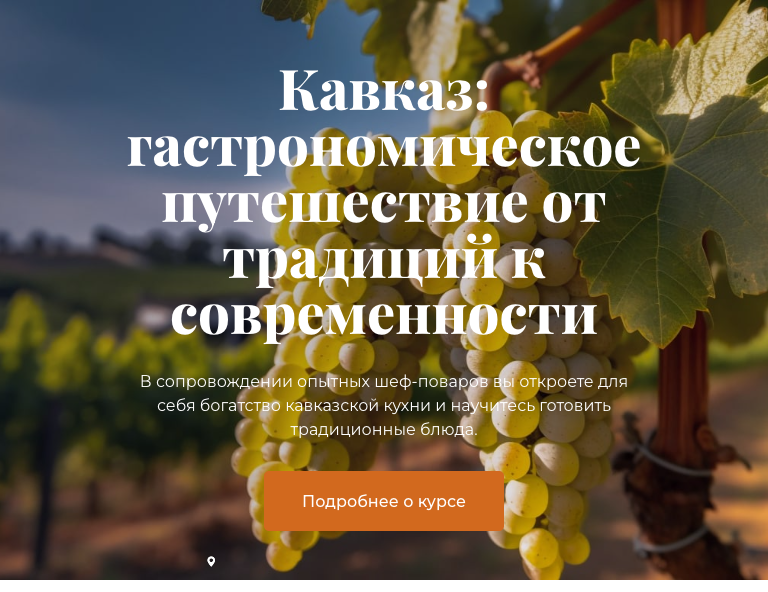 Кавказ:
гастрономическое
путешествие от
традиций к
современности
В сопровождении опытных шеф-поваров вы откроете для
себя богатство кавказской кухни и научитесь готовить
традиционные блюда.
Подробнее о курсе